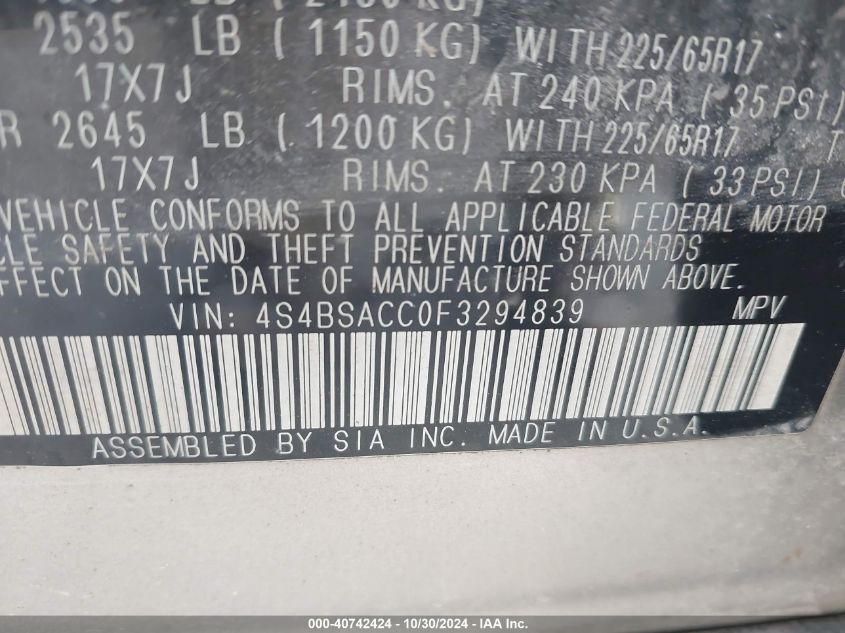 2535 LB ( 1150 KG) WITH 225/65R17
17X7J RIMS. AT 240 KPA ( 35 PSI)
R 2645 LB ( 1200 KG) WITH 225/65R17 T
17X7J RIMS. AT 230 KPA ( 33 PSI)
VEHICLE CONFORMS TO ALL APPLICABLE FEDERAL MOTOR
CLE SAFETY AND THEFT PREVENTION STANDARDS
FFECT ON THE DATE OF MANUFACTURE SHOWN ABOVE.
VIN: 4S4BSACC0F3294839 MPV
ASSEMBLED BY SIA INC. MADE IN U.S.A.
000-40742424 - 10/30/2024 - IAA Inc.